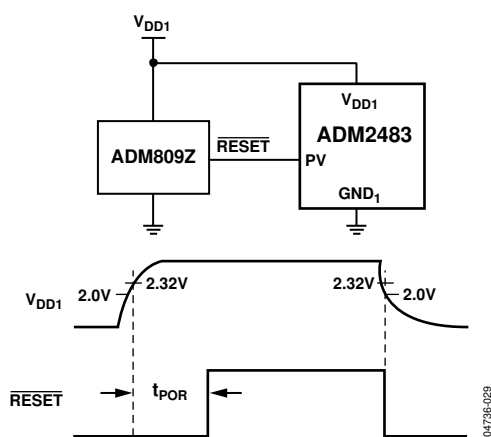 VDD1
VDD1
ADM2483
ADM809Z
RESET
PV
GND1
2.32V
2.32V
2.0V
2.0V
VDD1
RESET
tPOR
04736-029